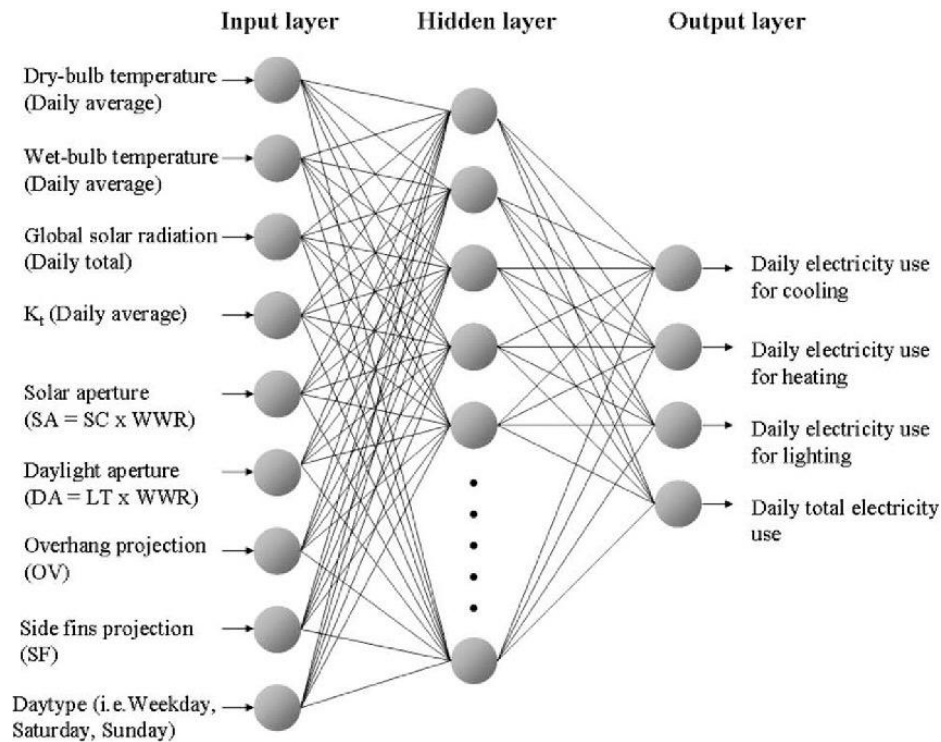 Input layer
Hidden layer
Output layer
Dry-bulb temperature
(Daily average)
Wet-bulb temperature
(Daily average)
Global solar radiation
(Daily total)
Kₜ (Daily average)
Solar aperture
(SA = SC x WWR)
Daylight aperture
(DA = LT x WWR)
Overhang projection
(OV)
Side fins projection
(SF)
Daytype (i.e.Weekday,
Saturday, Sunday)
Daily electricity use
for cooling
Daily electricity use
for heating
Daily electricity use
for lighting
Daily total electricity
use